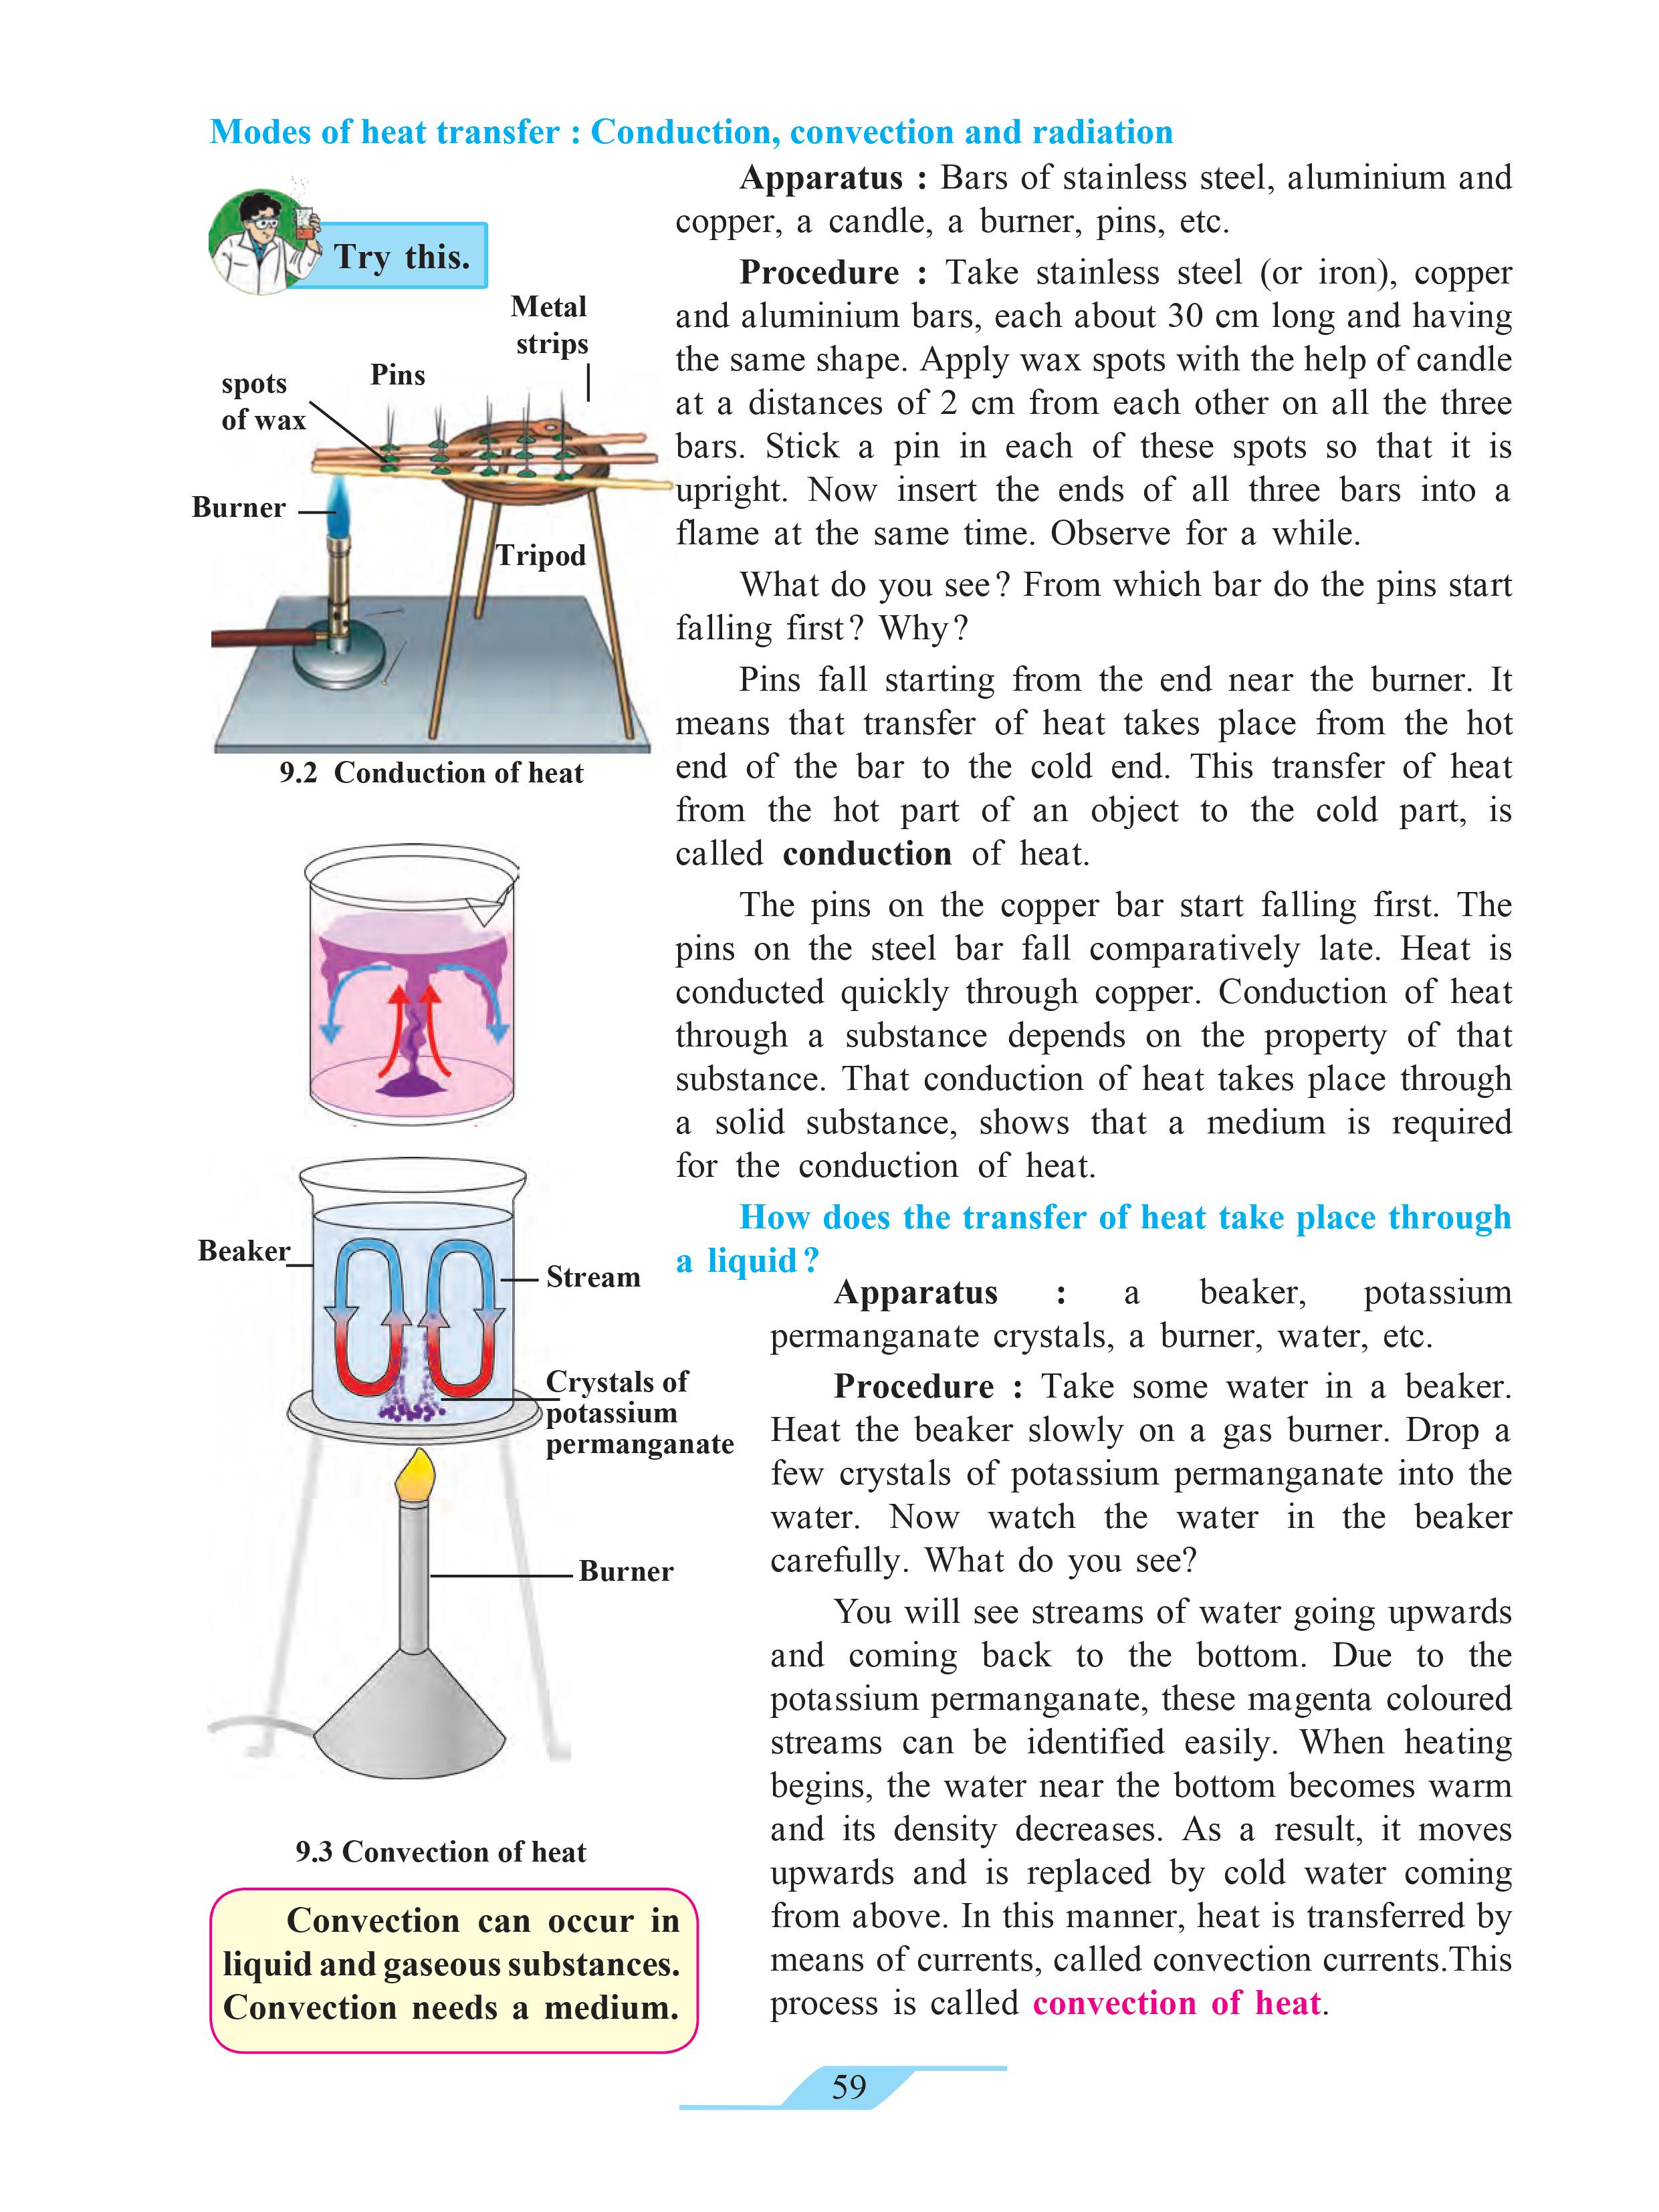 Modes of heat transfer : Conduction, convection and radiation
Try this.
Metal
strips
Pins
spots
of wax
Burner
Tripod
9.2 Conduction of heat
Apparatus : Bars of stainless steel, aluminium and
copper, a candle, a burner, pins, etc.
Procedure : Take stainless steel (or iron), copper
and aluminium bars, each about 30 cm long and having
the same shape. Apply wax spots with the help of candle
at a distances of 2 cm from each other on all the three
bars. Stick a pin in each of these spots so that it is
upright. Now insert the ends of all three bars into a
flame at the same time. Observe for a while.
What do you see? From which bar do the pins start
falling first? Why?
Pins fall starting from the end near the burner. It
means that transfer of heat takes place from the hot
end of the bar to the cold end. This transfer of heat
from the hot part of an object to the cold part, is
called conduction of heat.
The pins on the copper bar start falling first. The
pins on the steel bar fall comparatively late. Heat is
conducted quickly through copper. Conduction of heat
through a substance depends on the property of that
substance. That conduction of heat takes place through
a solid substance, shows that a medium is required
for the conduction of heat.
How does the transfer of heat take place through
a liquid?
Beaker
Stream
Crystals of
potassium
permanganate
Burner
9.3 Convection of heat
Apparatus : a beaker, potassium
permanganate crystals, a burner, water, etc.
Procedure : Take some water in a beaker.
Heat the beaker slowly on a gas burner. Drop a
few crystals of potassium permanganate into the
water. Now watch the water in the beaker
carefully. What do you see?
You will see streams of water going upwards
and coming back to the bottom. Due to the
potassium permanganate, these magenta coloured
streams can be identified easily. When heating
begins, the water near the bottom becomes warm
and its density decreases. As a result, it moves
upwards and is replaced by cold water coming
from above. In this manner, heat is transferred by
means of currents, called convection currents.This
process is called convection of heat.
Convection can occur in
liquid and gaseous substances.
Convection needs a medium.
59